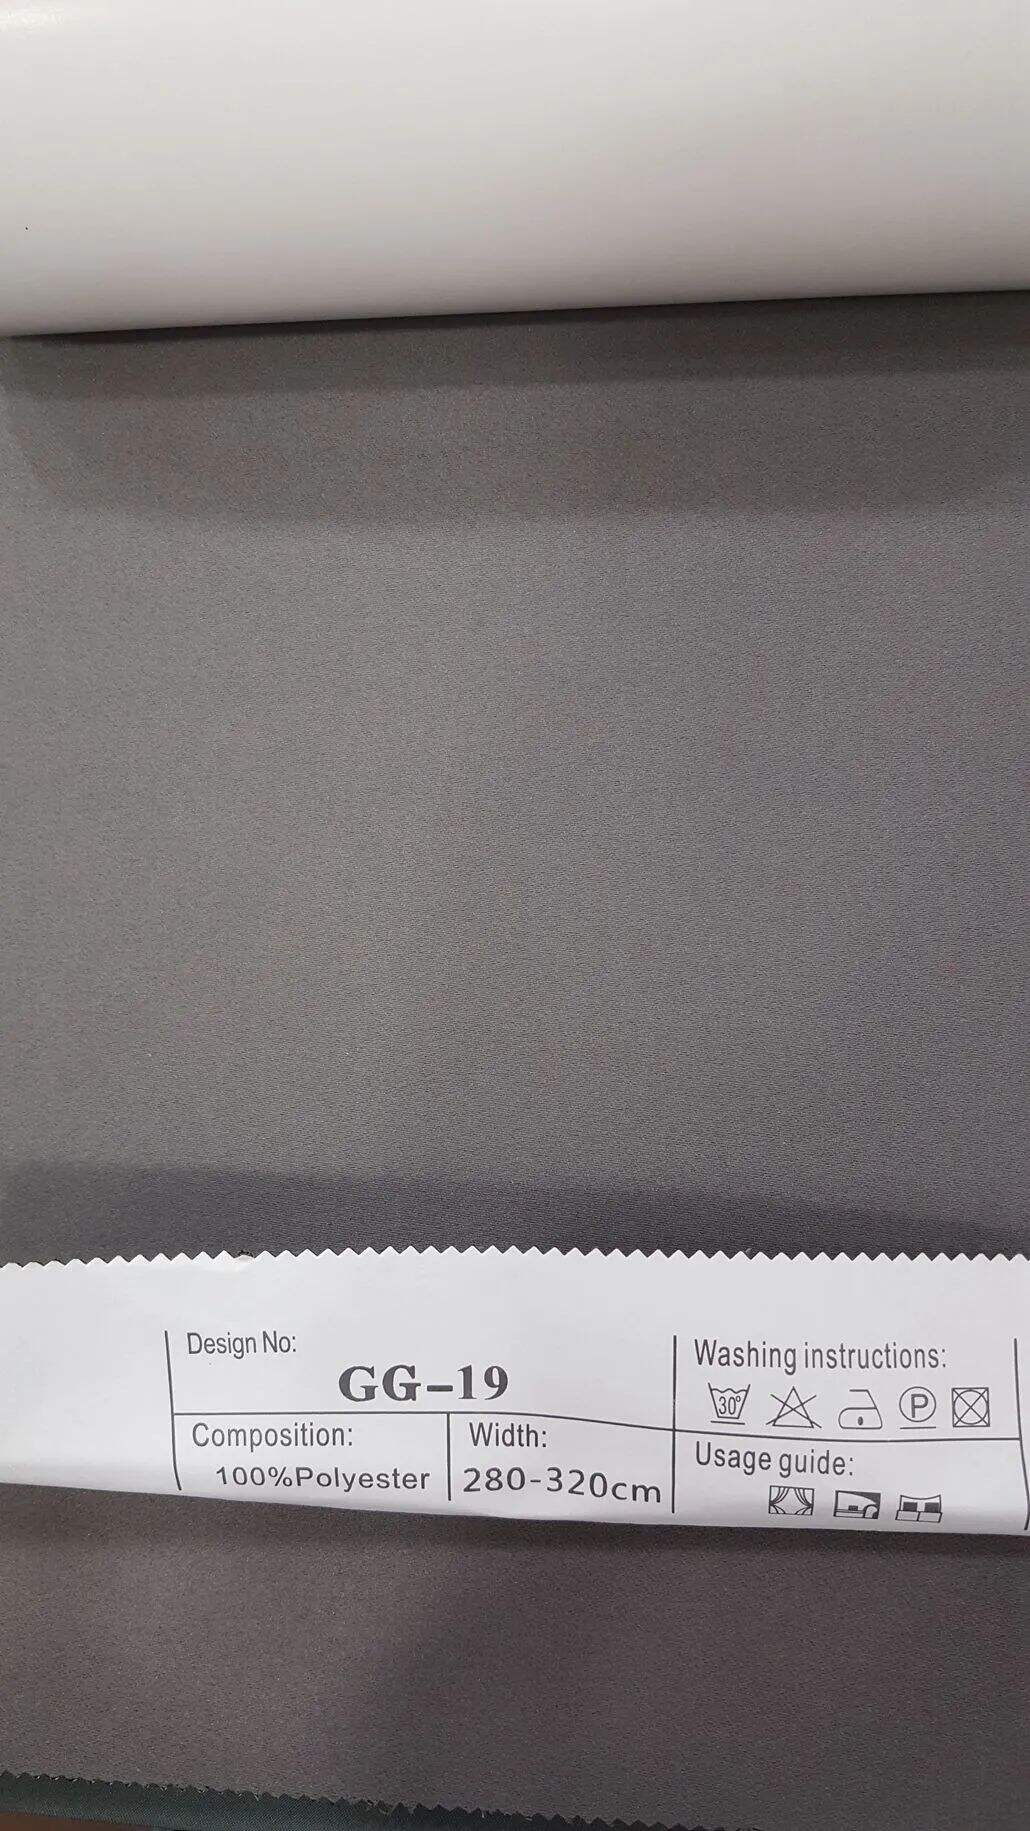 Design No:
GG-19
Composition:
100%Polyester
Width:
280-320cm
Washing instructions:
30°
P
Usage guide: